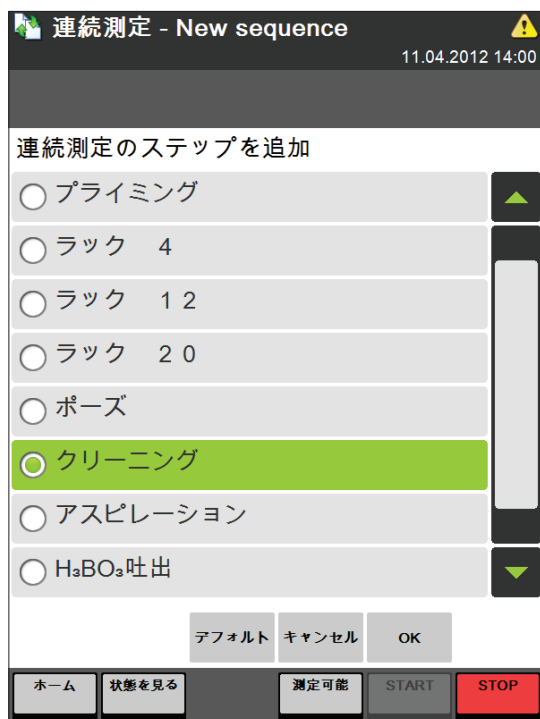 連続測定 - New sequence
11.04.2012 14:00
連続測定のステップを追加
プライミング
ラック　4
ラック　１２
ラック　２０
ポーズ
クリーニング
アスピレーション
H₃BO₃吐出
デフォルト キャンセル OK
ホーム 状態を見る 測定可能 START STOP